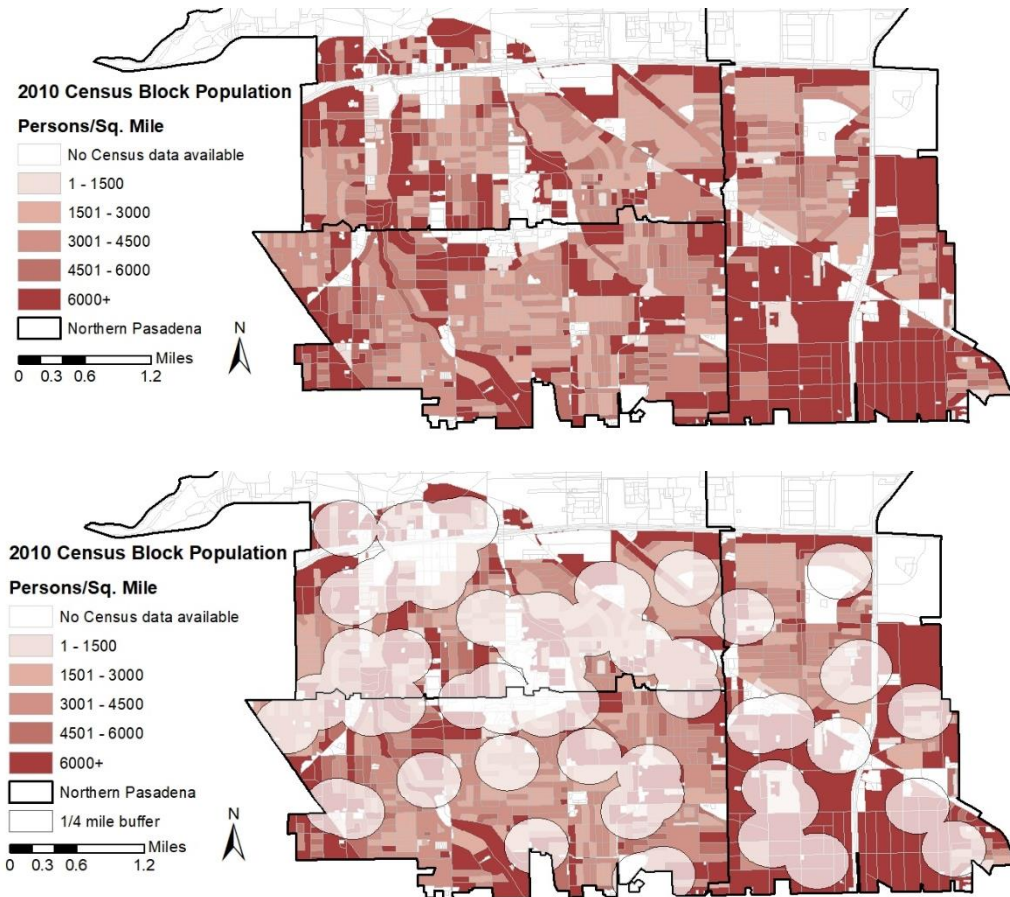 2010 Census Block Population
Persons/Sq. Mile
No Census data available
1 - 1500
1501 - 3000
3001 - 4500
4501 - 6000
6000+
Northern Pasadena
Miles
0 0.3 0.6 1.2
N
2010 Census Block Population
Persons/Sq. Mile
No Census data available
1 - 1500
1501 - 3000
3001 - 4500
4501 - 6000
6000+
Northern Pasadena
1/4 mile buffer
Miles
0 0.3 0.6 1.2
N